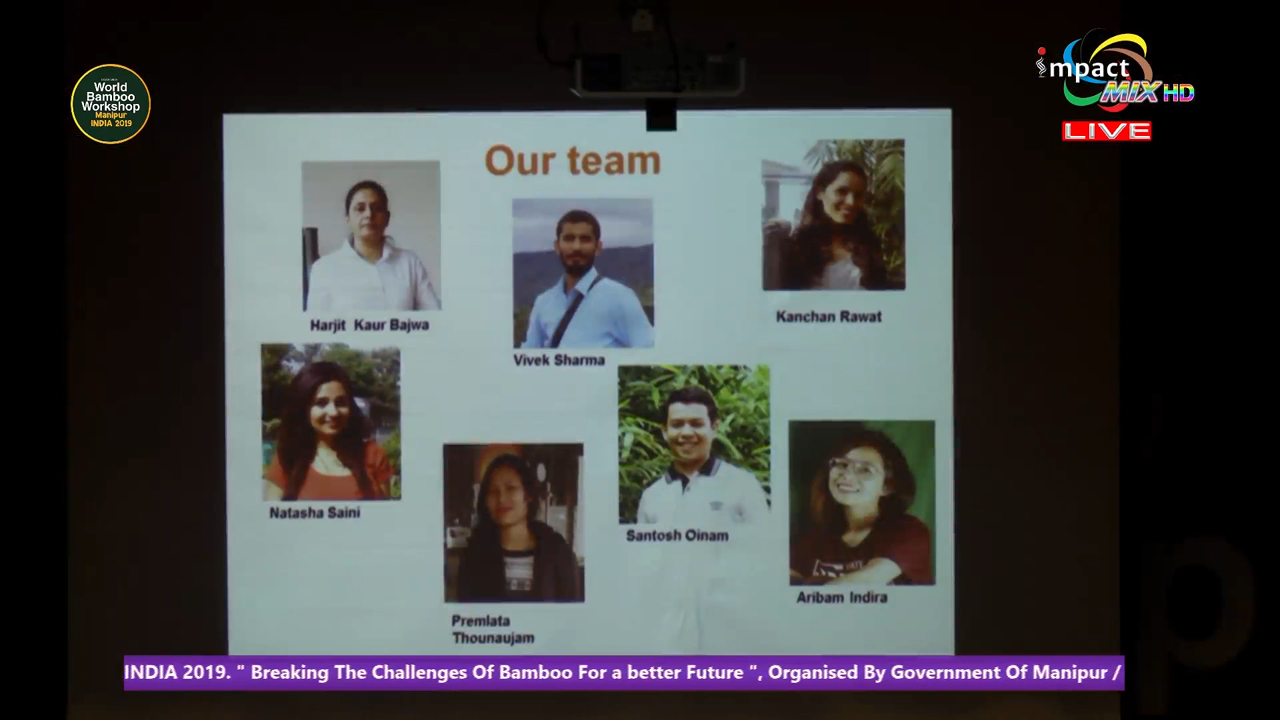 World
Bamboo
Workshop
Manipur
INDIA 2019
impact
MIX HD
LIVE
Our team
Harjit Kaur Bajwa
Vivek Sharma
Kanchan Rawat
Natasha Saini
Santosh Oinam
Premlata
Thounaujam
Aribam Indira
INDIA 2019. " Breaking The Challenges Of Bamboo For a better Future ", Organised By Government Of Manipur /